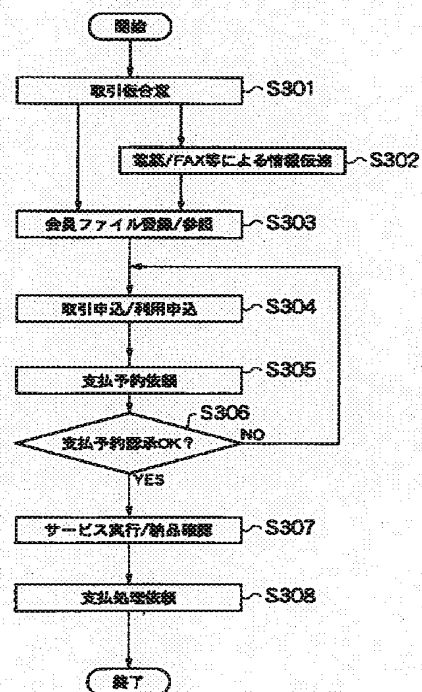 開始
取引仮合意 S301
電話/FAX等による情報伝達 S302
会員ファイル登録/参照 S303
取引申込/利用申込 S304
支払予約依頼 S305
S306
支払予約認承OK? NO
YES
サービス実行/納品確認 S307
支払処理依頼 S308
終了